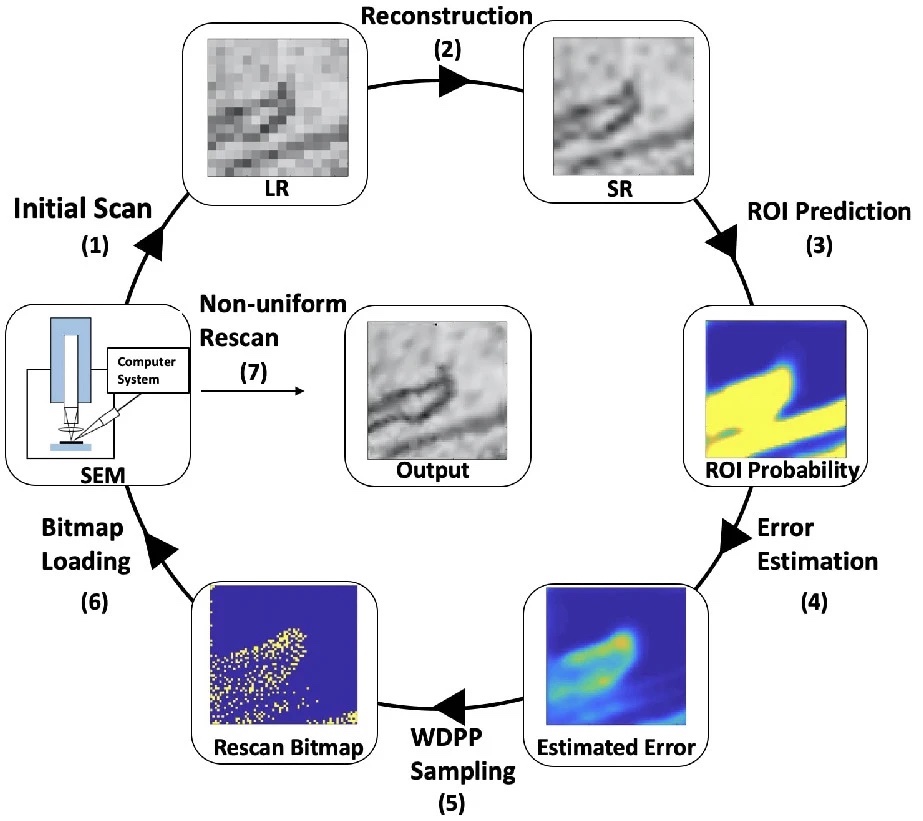 Reconstruction
(2)
LR
SR
Initial Scan
(1)
ROI Prediction
(3)
Non-uniform
Rescan
(7)
Computer
System
SEM
Output
ROI Probability
Bitmap
Loading
(6)
Error
Estimation
(4)
Rescan Bitmap
WDPP
Sampling
(5)
Estimated Error